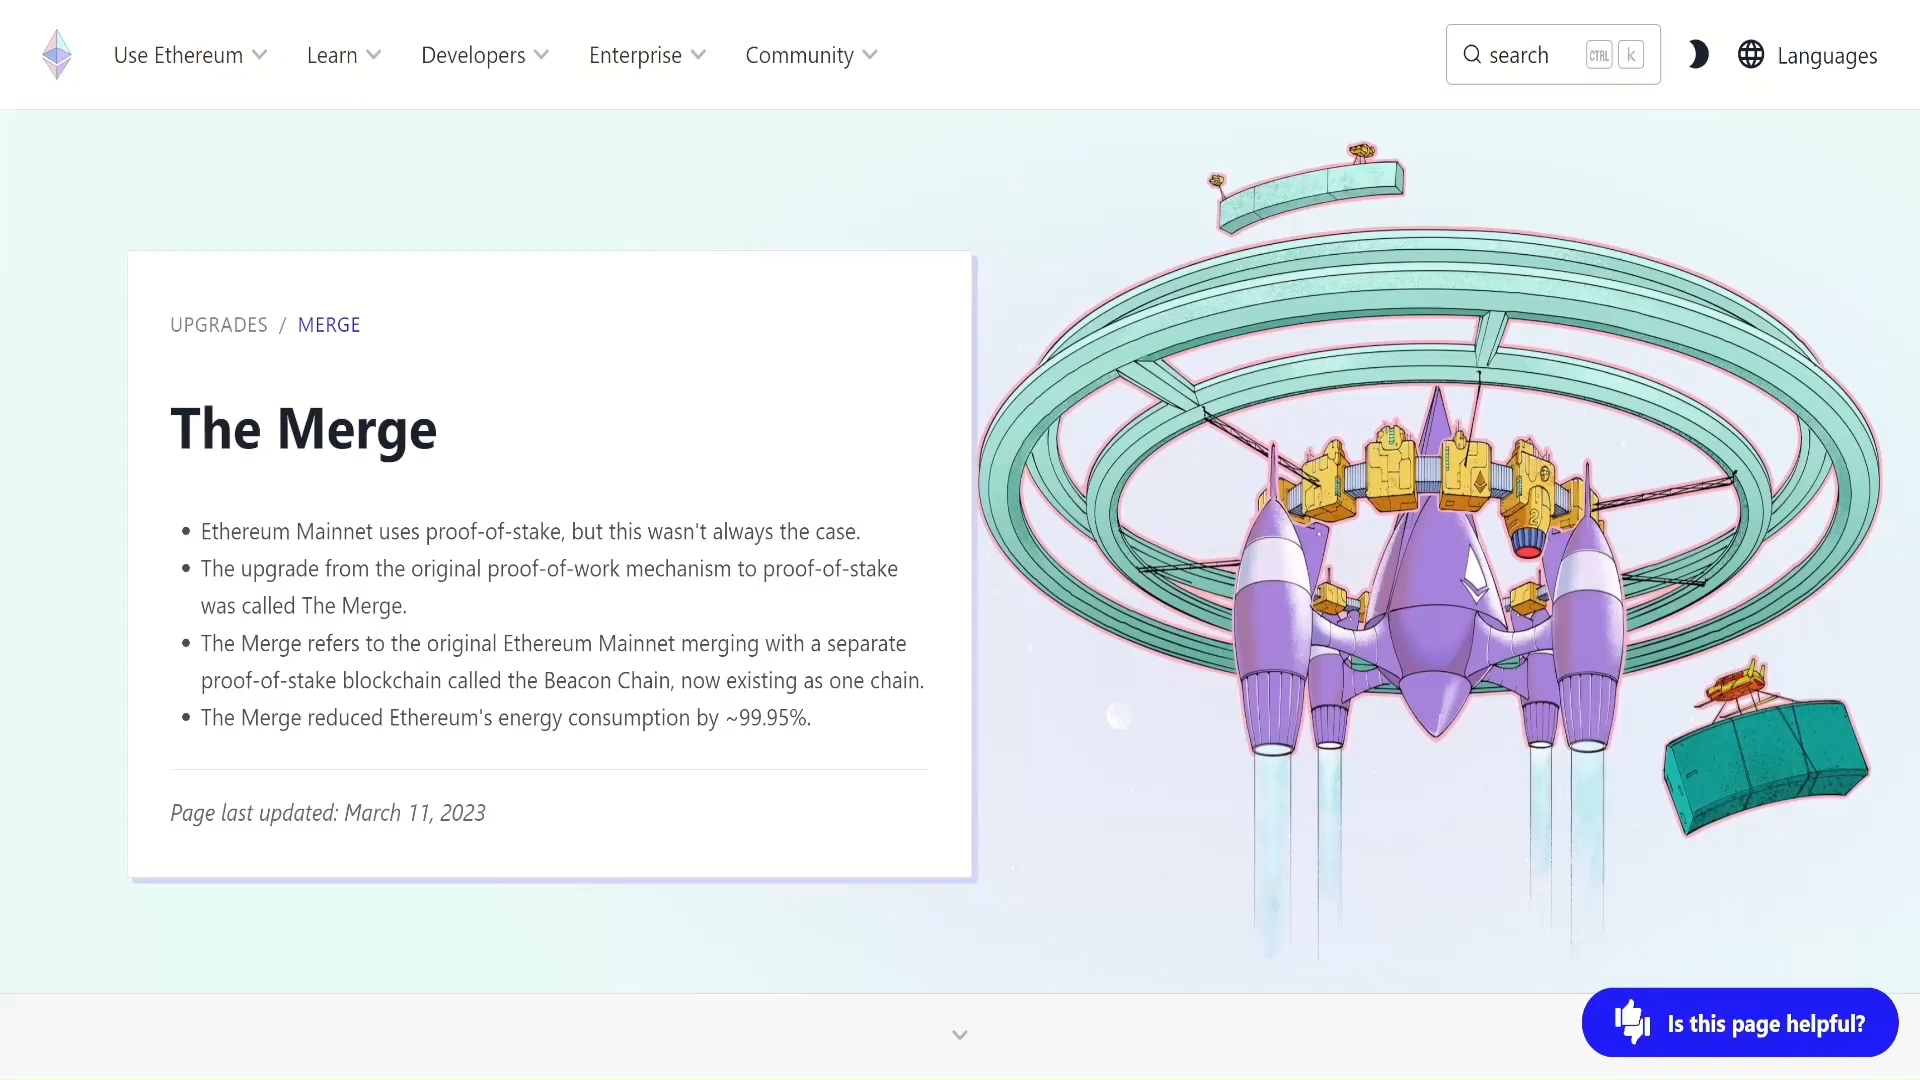 Use Ethereum Learn Developers Enterprise Community search CTRL k Languages
UPGRADES / MERGE
The Merge
Ethereum Mainnet uses proof-of-stake, but this wasn't always the case.
The upgrade from the original proof-of-work mechanism to proof-of-stake
was called The Merge.
The Merge refers to the original Ethereum Mainnet merging with a separate
proof-of-stake blockchain called the Beacon Chain, now existing as one chain.
The Merge reduced Ethereum's energy consumption by ~99.95%.
Page last updated: March 11, 2023
2
Is this page helpful?